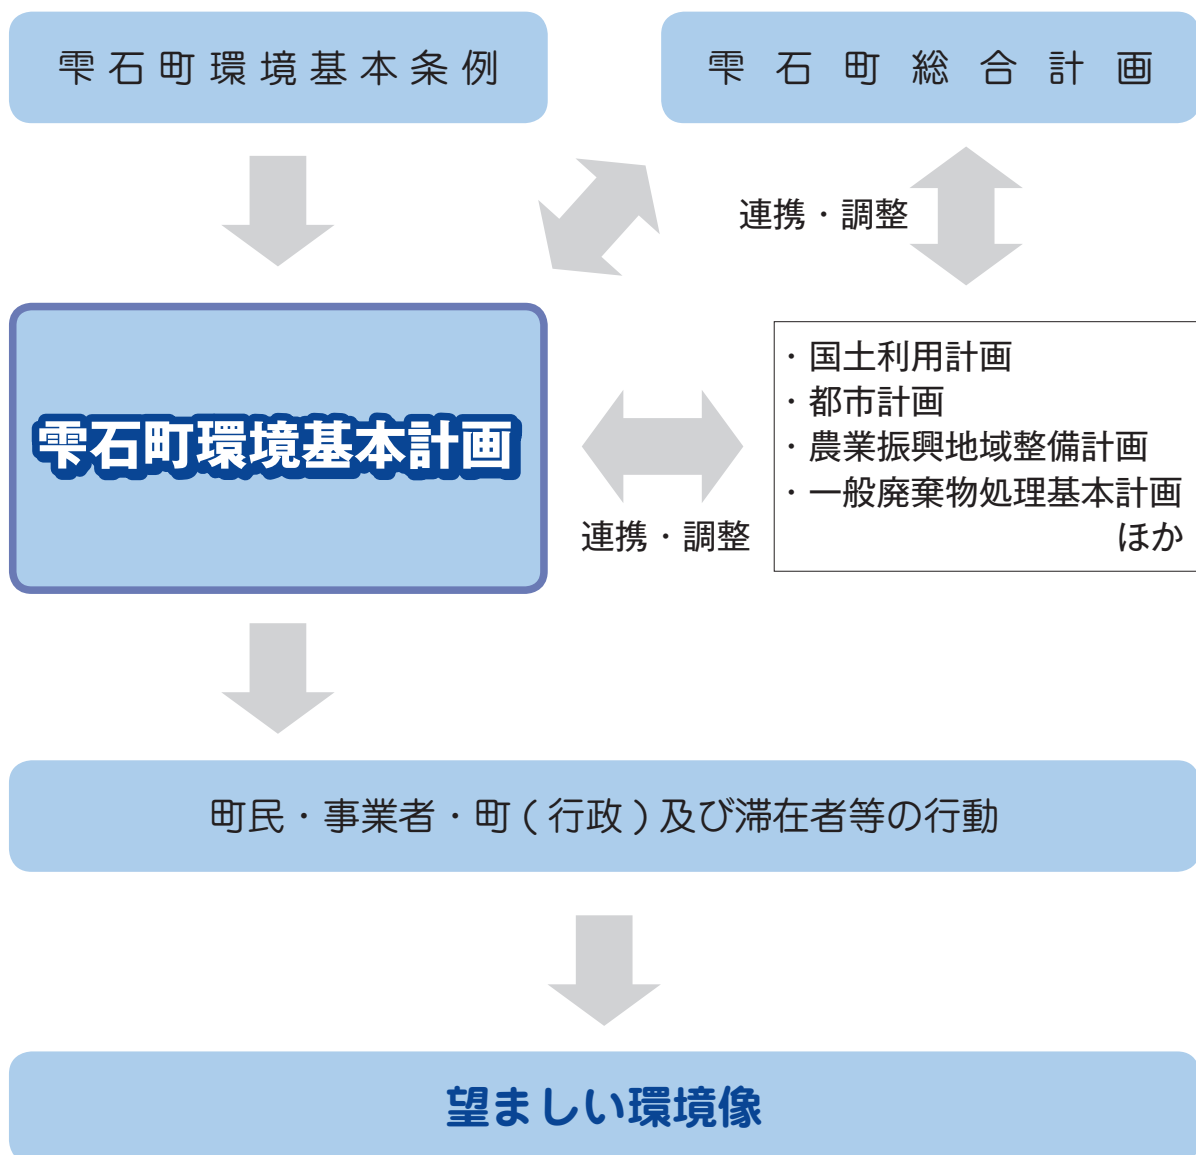 雫石町環境基本条例
雫石町総合計画
連携・調整
雫石町環境基本計画
・国土利用計画
・都市計画
・農業振興地域整備計画
・一般廃棄物処理基本計画
ほか
連携・調整
町民・事業者・町(行政)及び滞在者等の行動
望ましい環境像